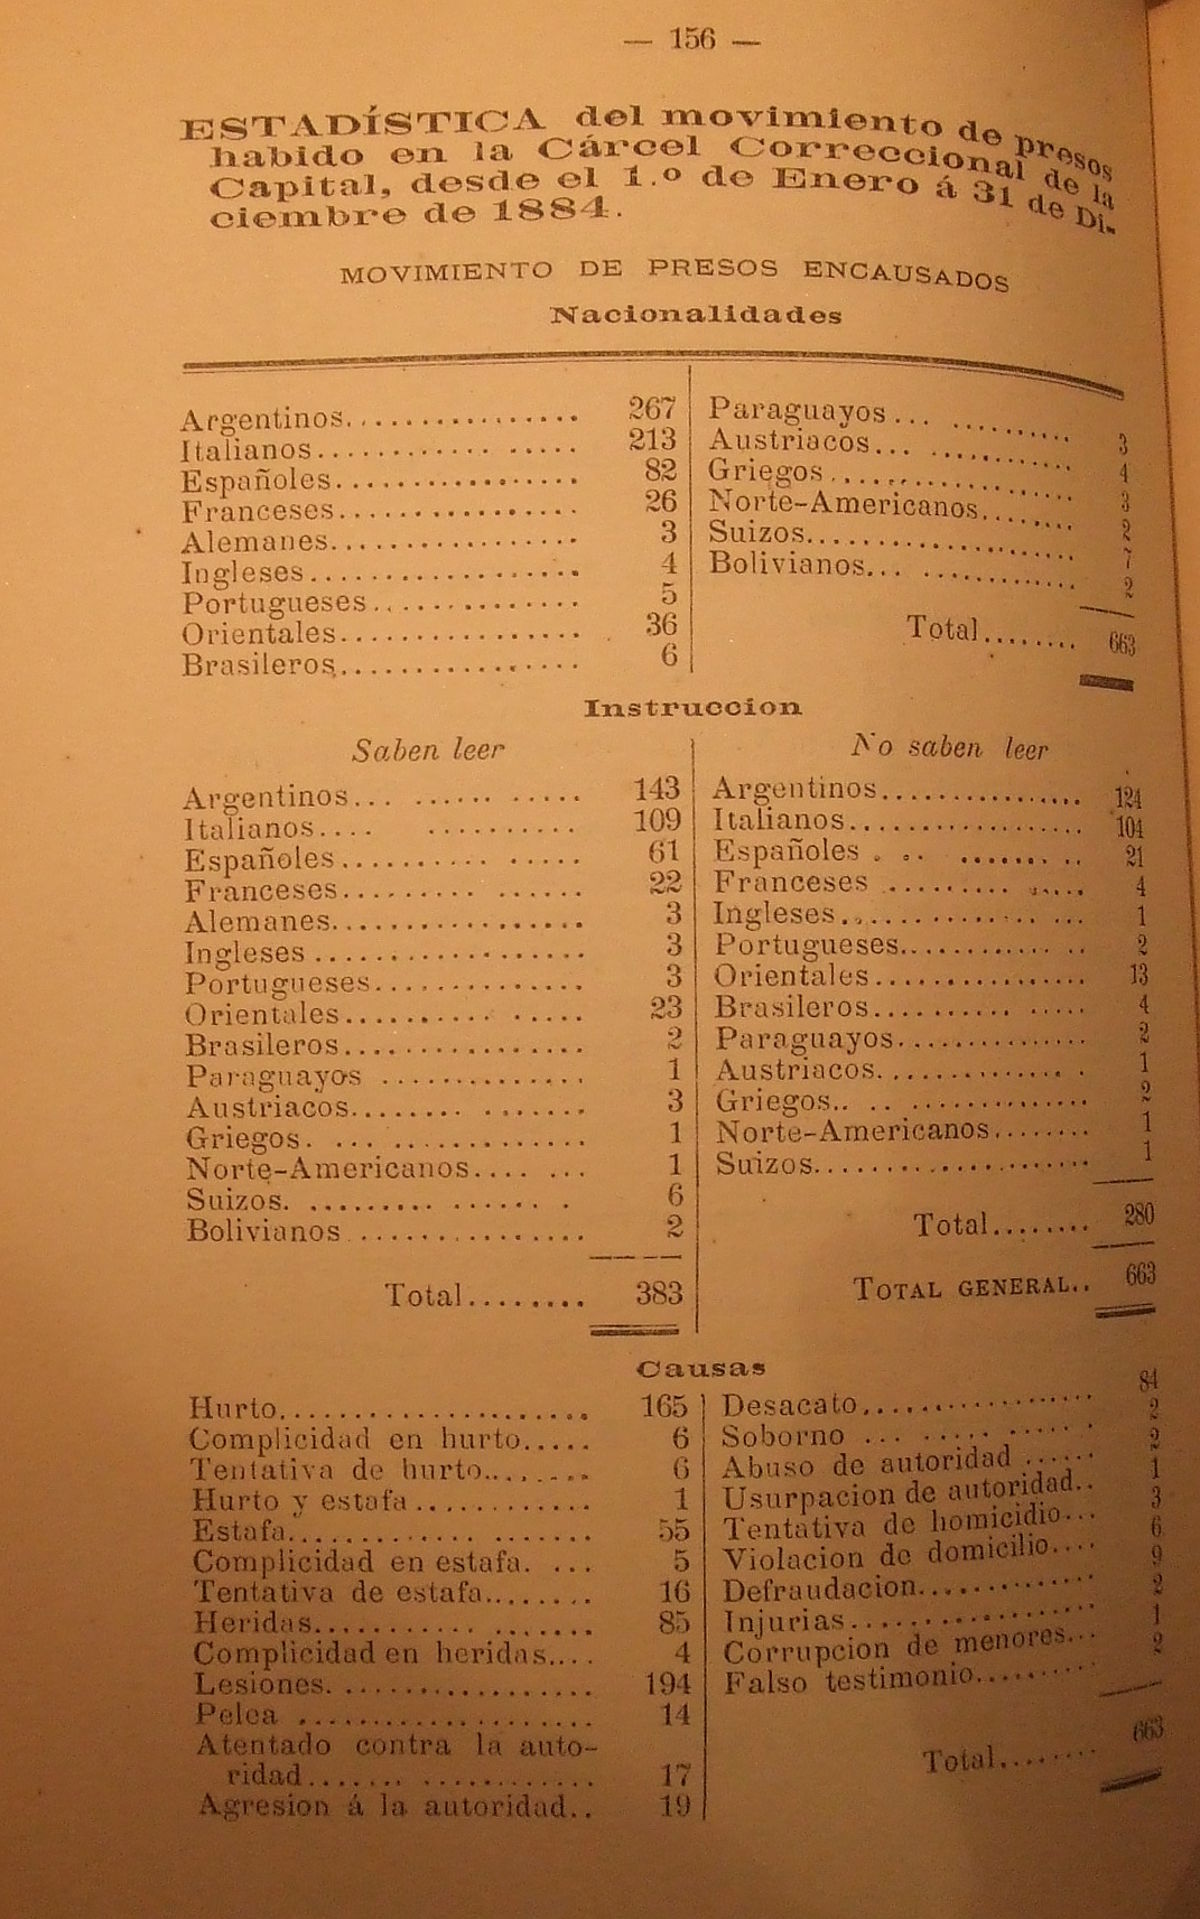 — 156 —
ESTADÍSTICA del movimiento de presos
habido en la Cárcel Correccional de la
Capital, desde el 1.º de Enero á 31 de Di-
ciembre de 1884.
MOVIMIENTO DE PRESOS ENCAUSADOS
Nacionalidades
Argentinos................ 267
Italianos................. 213
Españoles................. 82
Franceses................. 26
Alemanes.................. 3
Ingleses.................. 4
Portugueses............... 5
Orientales................ 36
Brasileros................ 6
Paraguayos................ 3
Austriacos................ 4
Griegos................... 3
Norte-Americanos........ 2
Suizos.................... 7
Bolivianos................ 2
Total........ 663
Instruccion
Saben leer
Argentinos................ 143
Italianos................. 109
Españoles................. 61
Franceses................. 22
Alemanes.................. 3
Ingleses.................. 3
Portugueses............... 3
Orientales................ 23
Brasileros................ 2
Paraguayos................ 1
Austriacos................ 3
Griegos................... 1
Norte-Americanos....... 1
Suizos.................... 6
Bolivianos................ 2
Total........ 383
No saben leer
Argentinos................ 124
Italianos................. 104
Españoles................. 21
Franceses................. 4
Ingleses.................. 1
Portugueses............... 2
Orientales................ 13
Brasileros................ 4
Paraguayos................ 2
Austriacos................ 1
Griegos................... 2
Norte-Americanos........ 1
Suizos.................... 1
Total........ 280
TOTAL GENERAL.. 663
Causas
Hurto..................... 165
Complicidad en hurto..... 6
Tentativa de hurto........ 6
Hurto y estafa............ 1
Estafa.................... 55
Complicidad en estafa. ... 5
Tentativa de estafa........ 16
Heridas................... 85
Complicidad en heridas.... 4
Lesiones.................. 194
Pelea .................... 14
Atentado contra la auto-
ridad.................... 17
Agresion á la autoridad.. 19
Desacato.................. 84
Soborno .................. 2
Abuso de autoridad ...... 2
Usurpacion de autoridad.. 1
Tentativa de homicidio... 3
Violacion de domicilio.... 6
Defraudacion.............. 9
Injurias.................. 2
Corrupcion de menores... 1
Falso testimonio.......... 2
Total........ 663